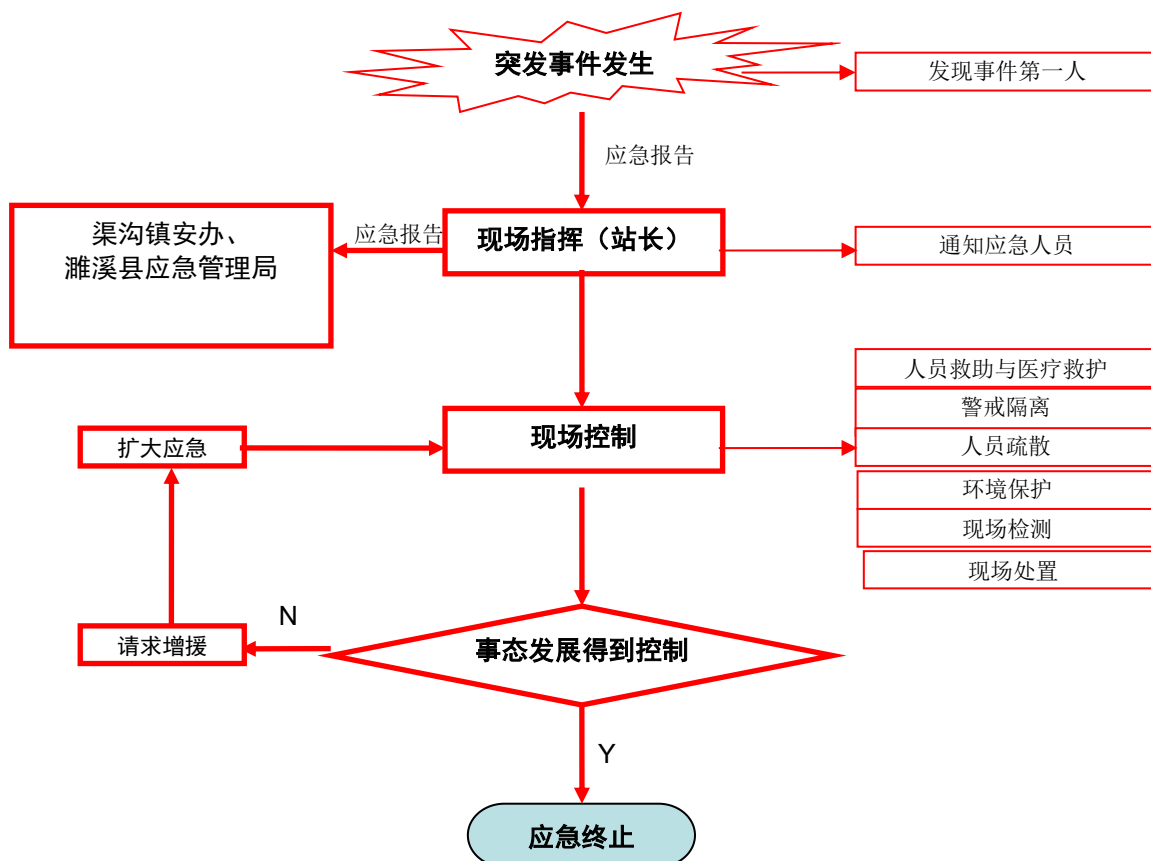 突发事件发生
发现事件第一人
应急报告
渠沟镇安办、
濉溪县应急管理局
应急报告
现场指挥（站长）
通知应急人员
人员救助与医疗救护
警戒隔离
扩大应急
现场控制
人员疏散
环境保护
现场检测
现场处置
N
请求增援
事态发展得到控制
Y
应急终止